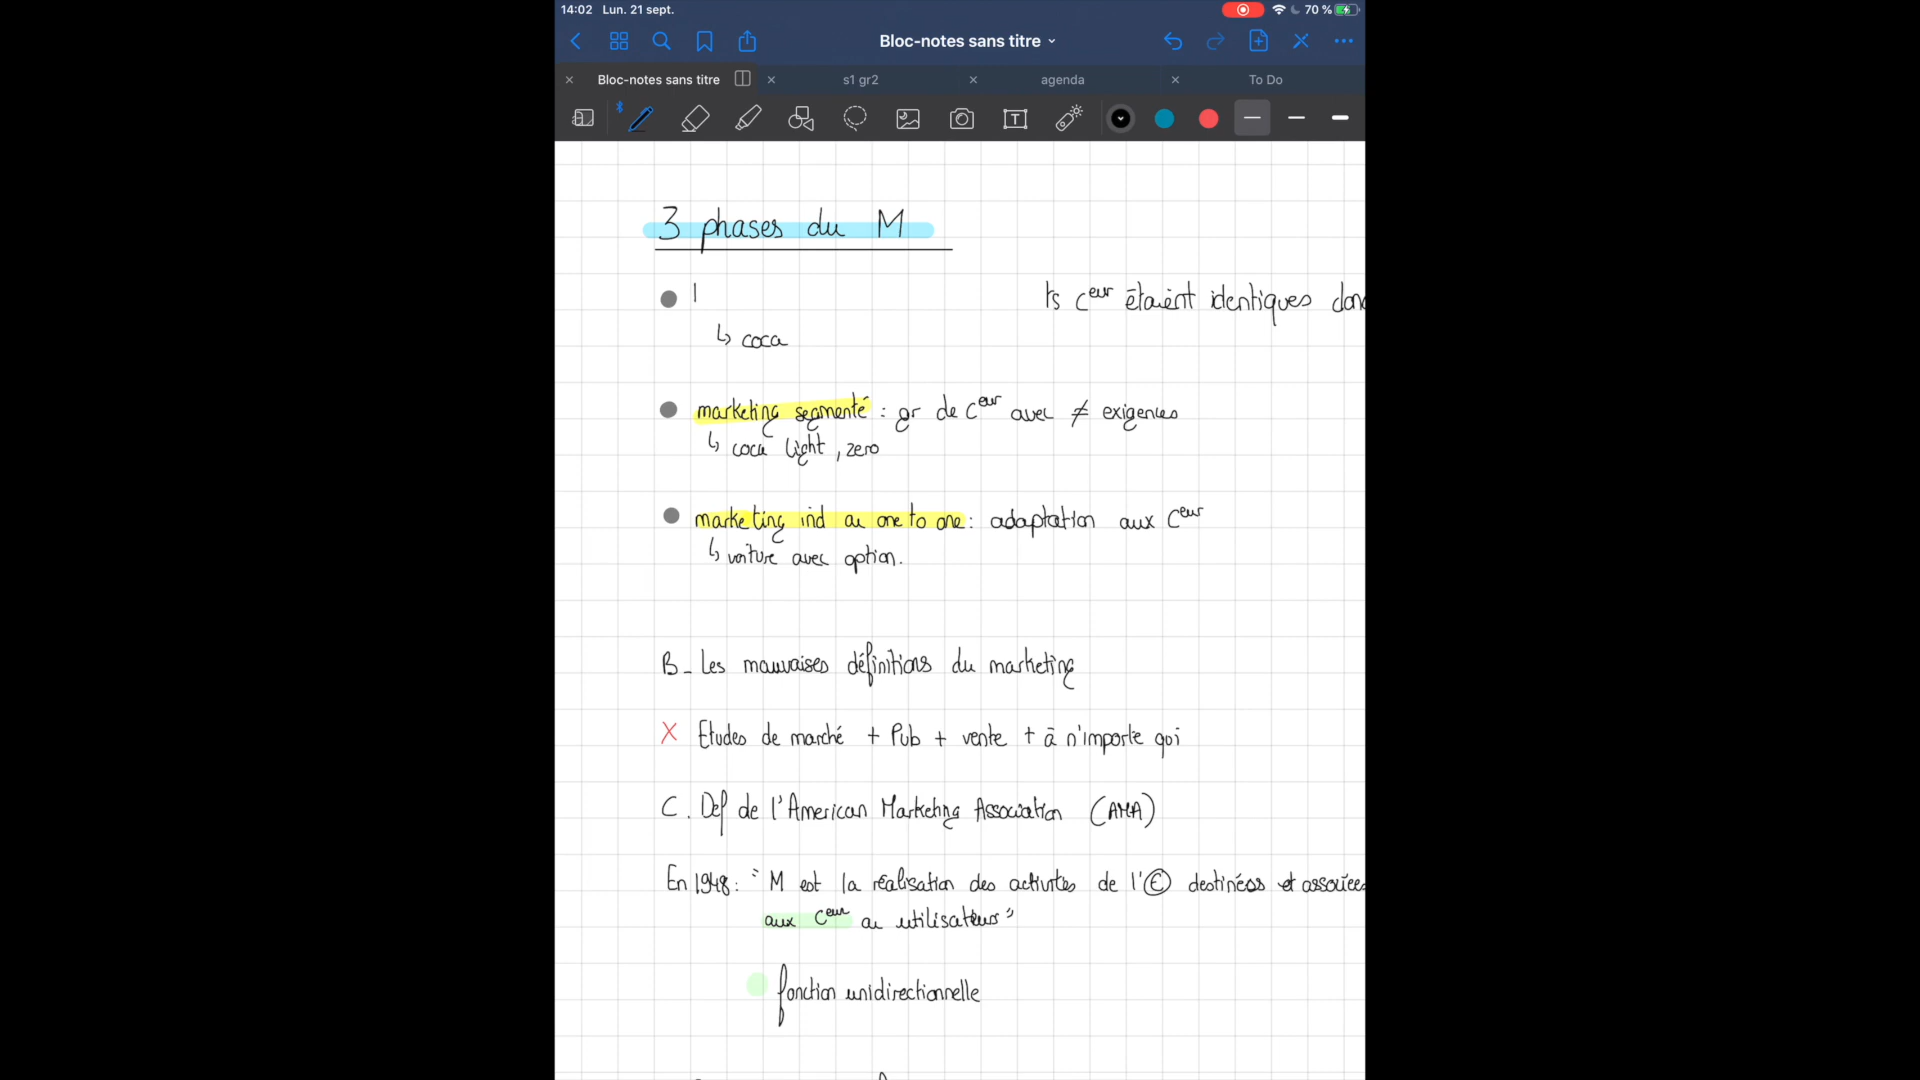 14:02 Lun. 21 sept. 70 %
Bloc-notes sans titre
Bloc-notes sans titre s1 gr2 agenda To Do
3 phases du M
ts Ceur étaient identiques donc
↳ coca
marketing segmenté : gr de Ceur avec ≠ exigences
↳ coca light, zero
marketing ind ou one to one : adaptation aux Ceur
↳ voiture avec option.
B- Les mauvaises définitions du marketing
X Etudes de marché + Pub + vente + à n'importe qoi
C. Def de l'American Marketing Association (AMA)
En 1948 : "M est la réalisation des activités de l'€ destinées et associées
aux Ceur ou utilisateurs"
fonction unidirectionnelle